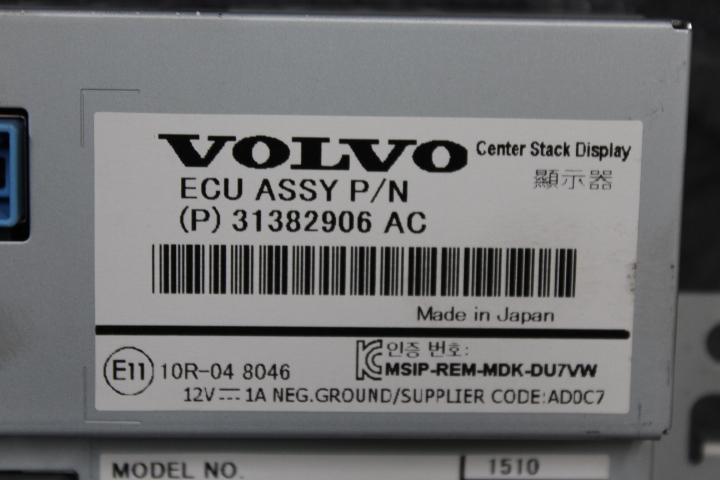 VOLVO Center Stack Display
顯示器
ECU ASSY P/N
(P) 31382906 AC
Made in Japan
E11 10R-04 8046
인증 번호:
MSIP-REM-MDK-DU7VW
12V⎓1A NEG.GROUND/SUPPLIER CODE:AD0C7
MODEL NO. 1510